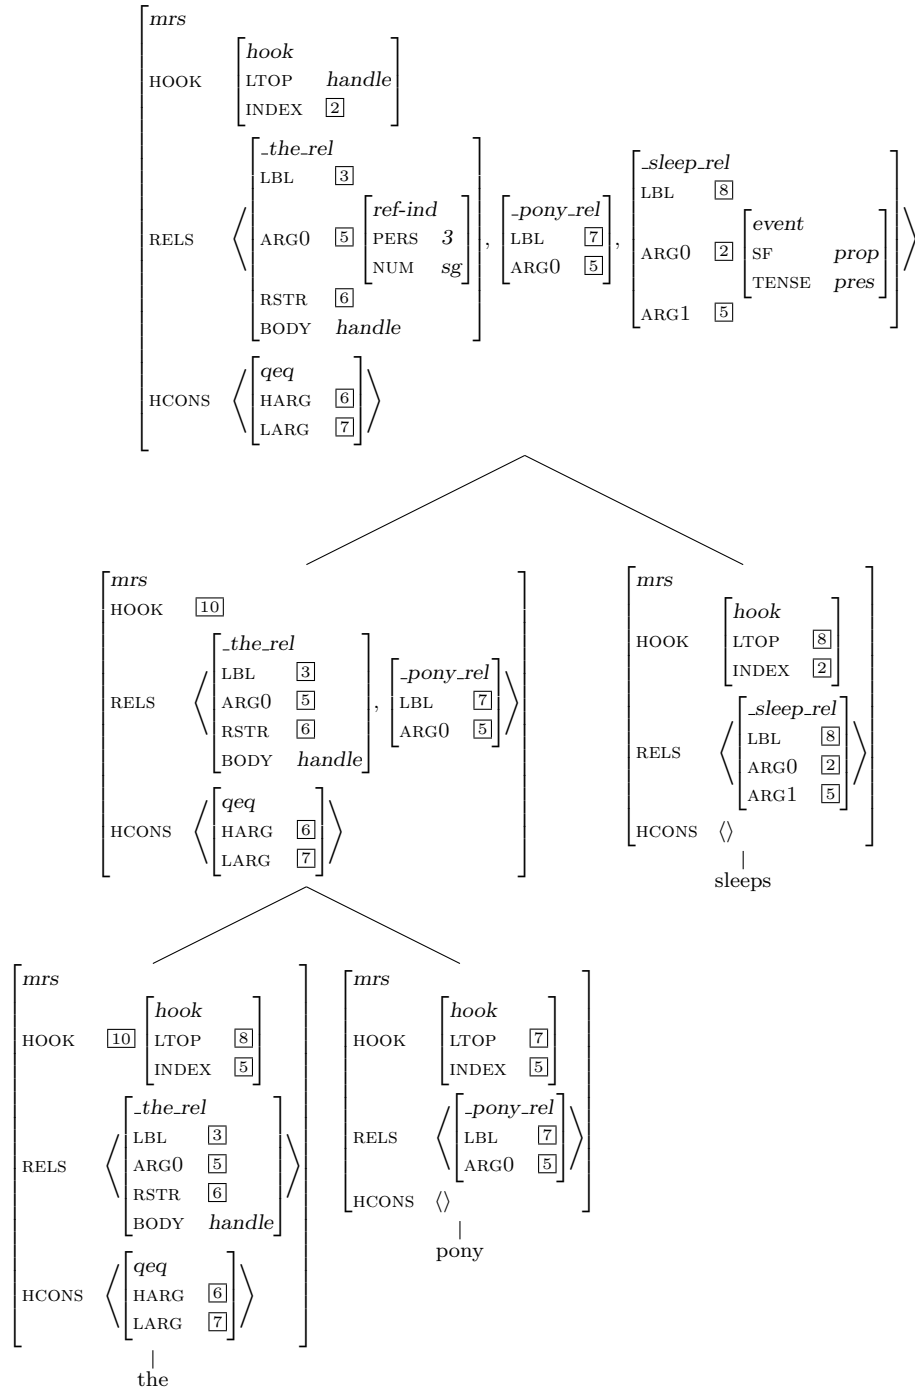 mrs
HOOK
hook
LTOP handle
INDEX 2
RELS
_the_rel
LBL 3
ARG0 5
ref-ind
PERS 3
NUM sg
RSTR 6
BODY handle
,
_pony_rel
LBL 7
ARG0 5
,
_sleep_rel
LBL 8
ARG0 2
event
SF prop
TENSE pres
ARG1 5
HCONS
qeq
HARG 6
LARG 7
mrs
HOOK 10
RELS
_the_rel
LBL 3
ARG0 5
RSTR 6
BODY handle
,
_pony_rel
LBL 7
ARG0 5
HCONS
qeq
HARG 6
LARG 7
mrs
HOOK
hook
LTOP 8
INDEX 2
RELS
_sleep_rel
LBL 8
ARG0 2
ARG1 5
HCONS ⟨⟩
sleeps
mrs
HOOK 10
hook
LTOP 8
INDEX 5
RELS
_the_rel
LBL 3
ARG0 5
RSTR 6
BODY handle
HCONS
qeq
HARG 6
LARG 7
the
mrs
HOOK
hook
LTOP 7
INDEX 5
RELS
_pony_rel
LBL 7
ARG0 5
HCONS ⟨⟩
pony